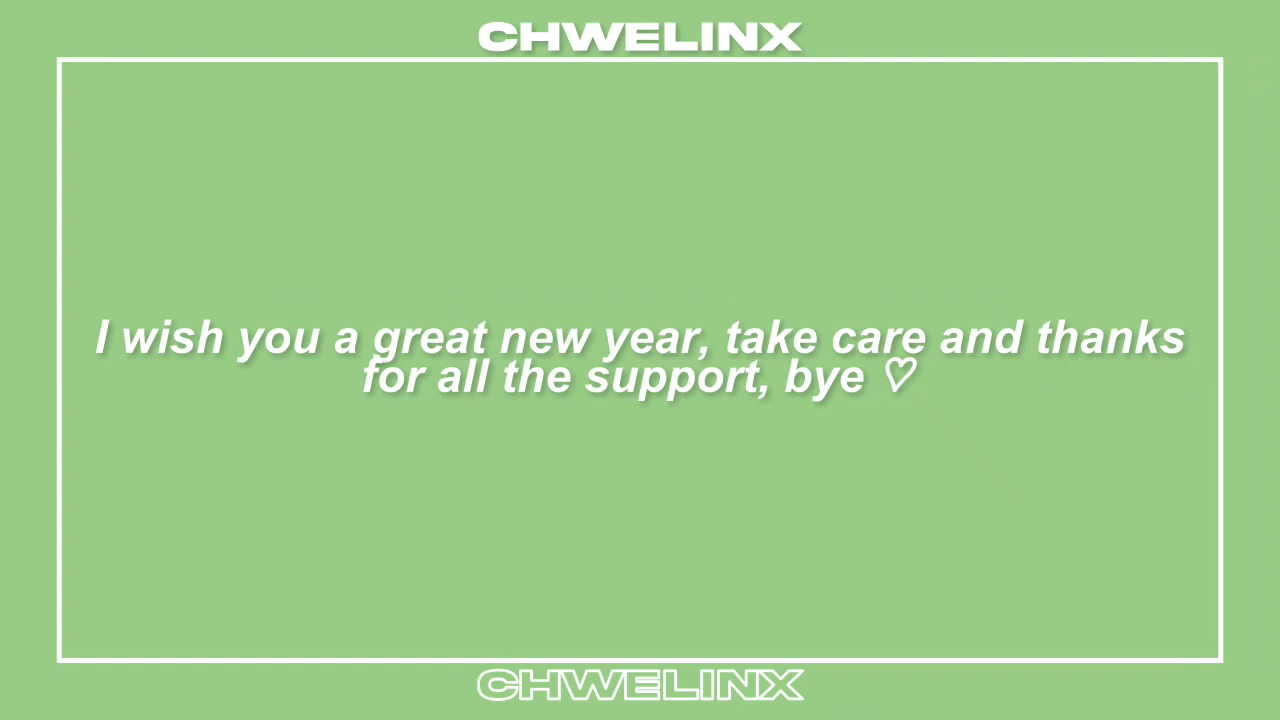 CHWELINX
I wish you a great new year, take care and thanks
for all the support, bye ♡
CHWELINX